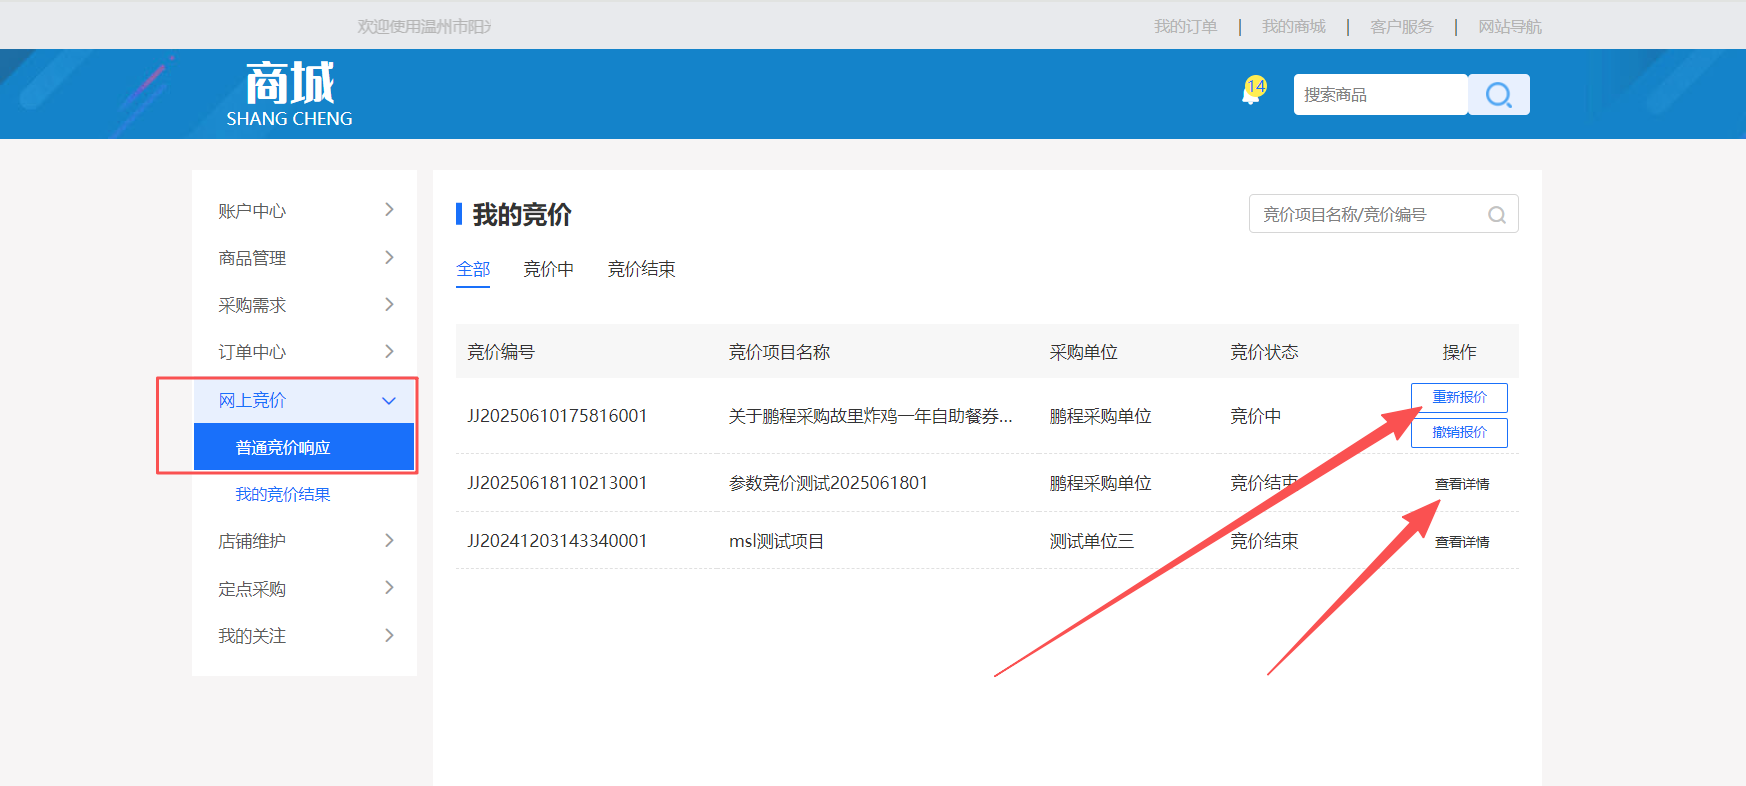 欢迎使用温州市阳
我的订单 | 我的商城 | 客户服务 | 网站导航
商城
SHANG CHENG
14
搜索商品
账户中心
商品管理
采购需求
订单中心
网上竞价
普通竞价响应
我的竞价结果
店铺维护
定点采购
我的关注
我的竞价
竞价项目名称/竞价编号
全部 竞价中 竞价结束
竞价编号 竞价项目名称 采购单位 竞价状态 操作
JJ20250610175816001 关于鹏程采购故里炸鸡一年自助餐券... 鹏程采购单位 竞价中 重新报价
撤销报价
JJ20250618110213001 参数竞价测试2025061801 鹏程采购单位 竞价结束 查看详情
JJ20241203143340001 msl测试项目 测试单位三 竞价结束 查看详情